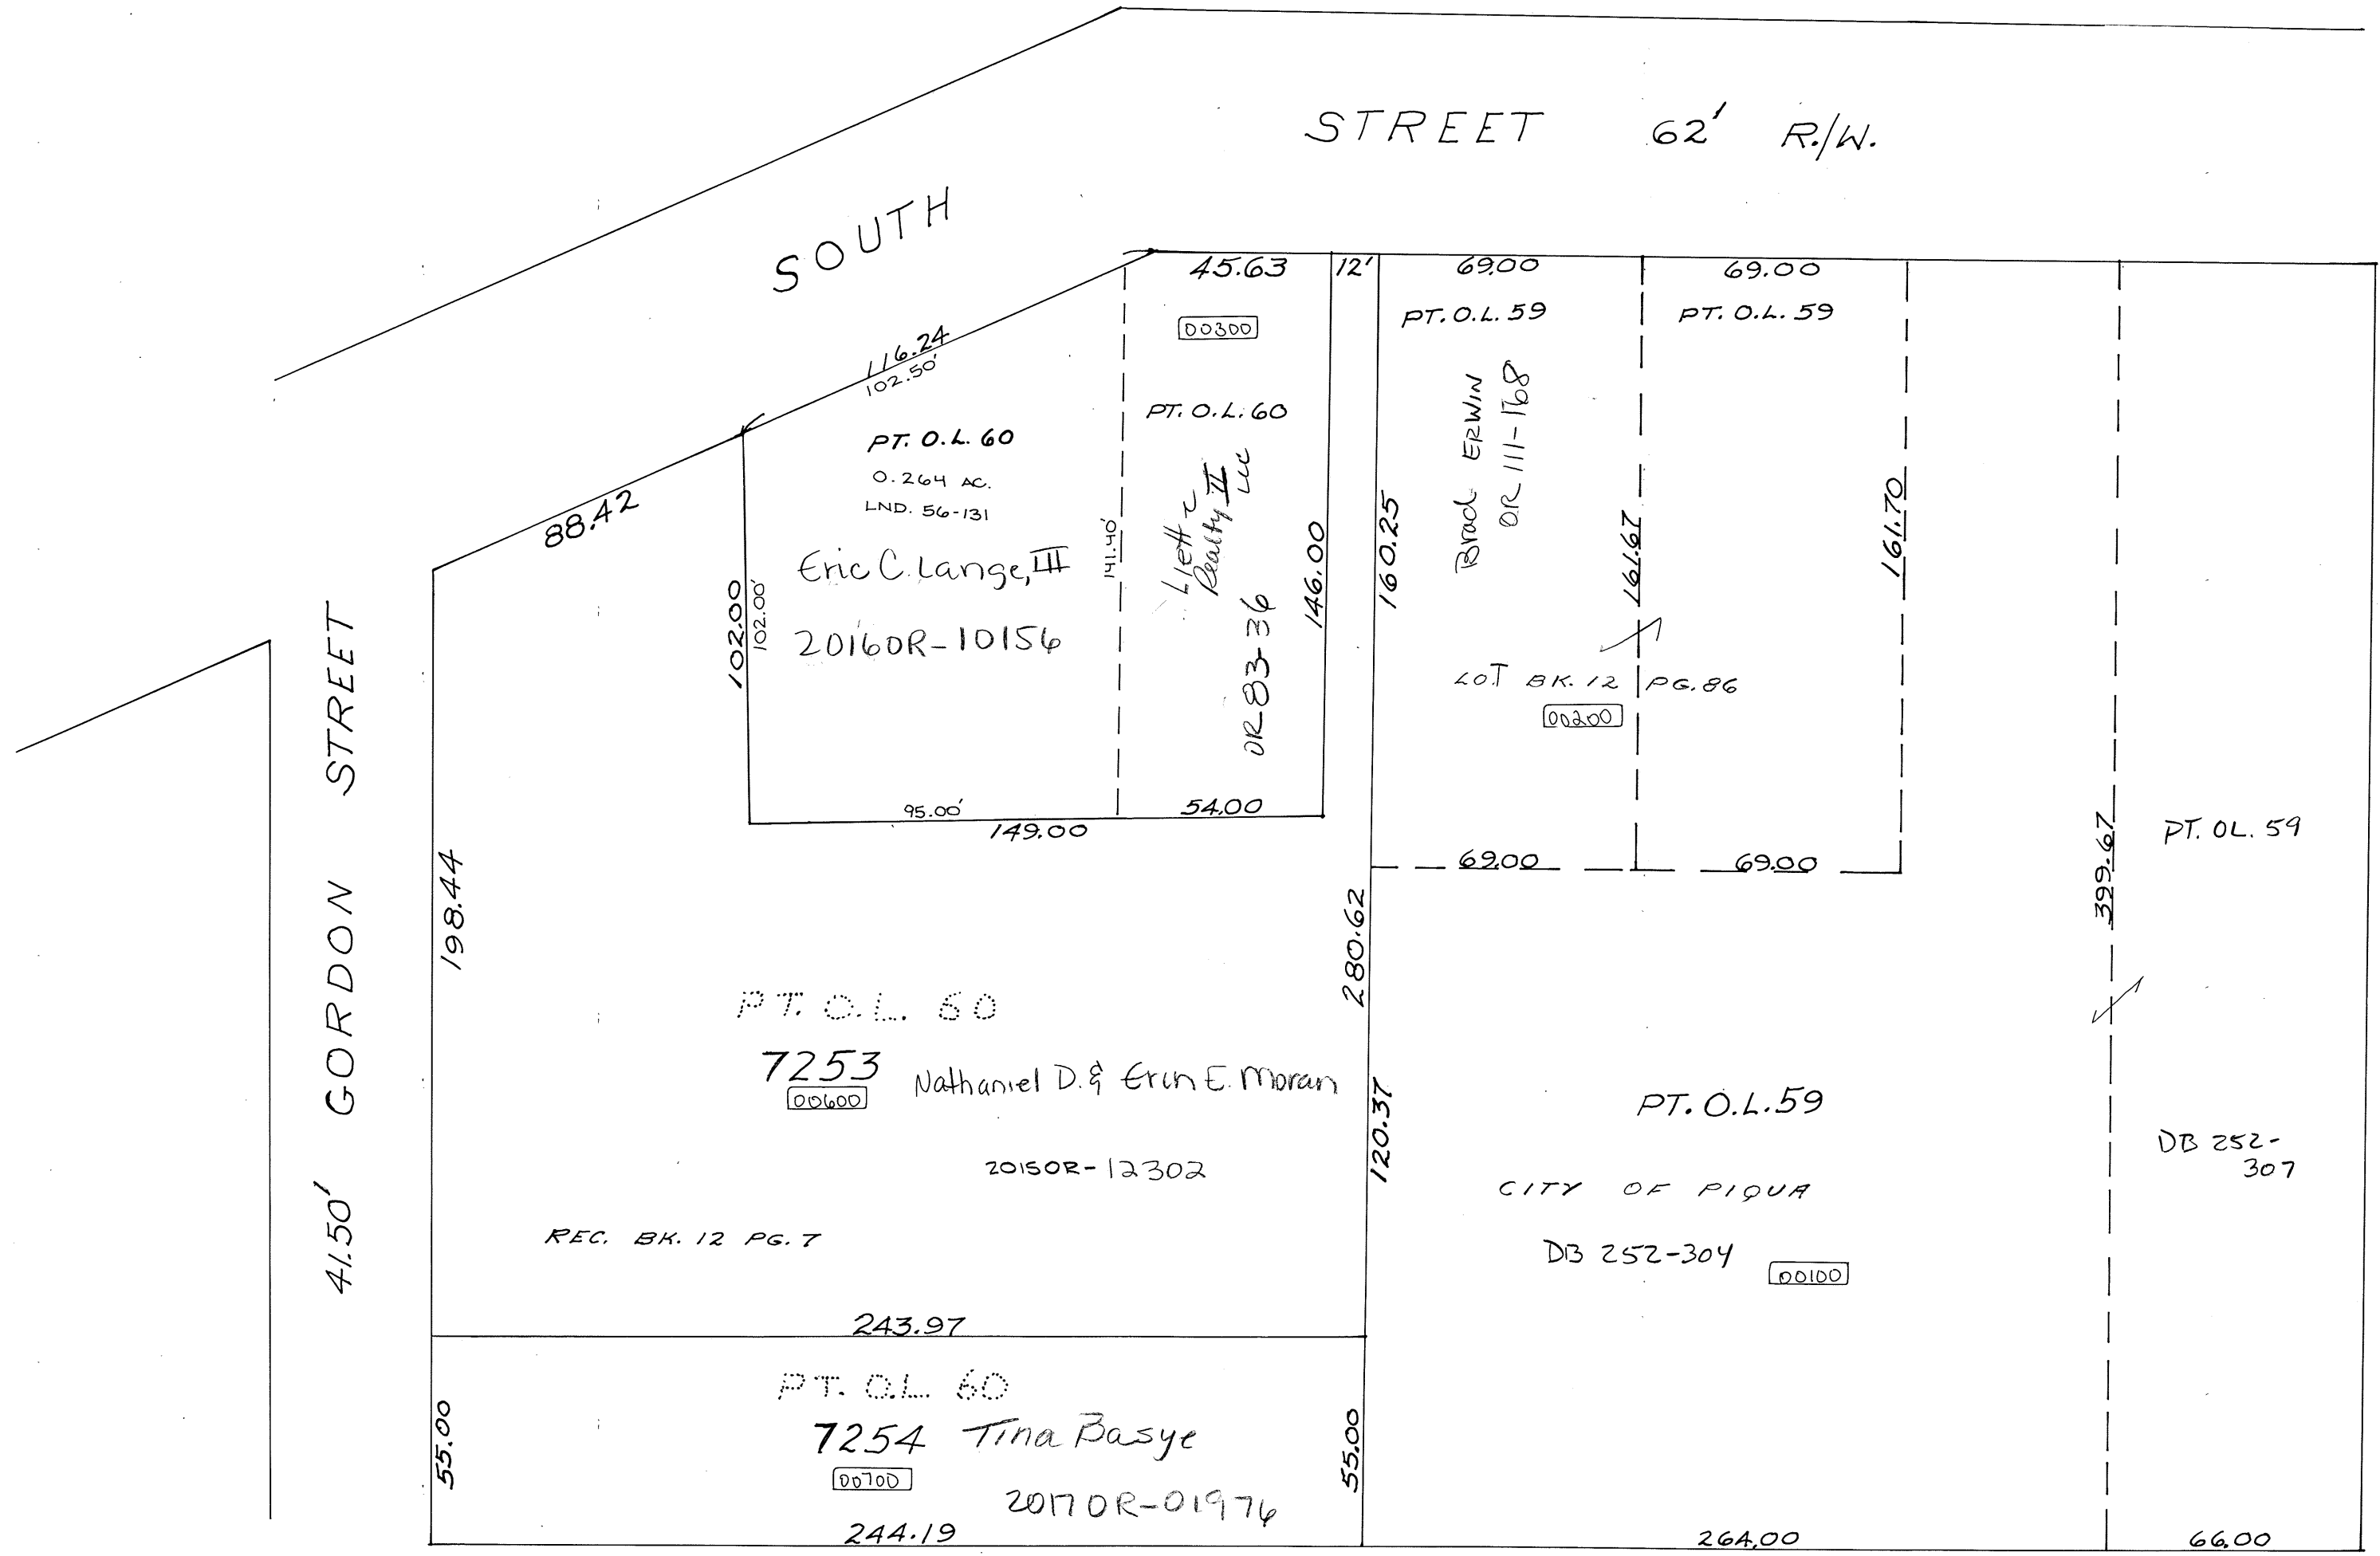 STREET 62' R./W.
SOUTH
45.63
12'
69.00
69.00
PT. O.L. 59
PT. O.L. 59
00300
116.24
102.50'
PT. O.L. 60
PT. O.L. 60
0.264 AC.
LND. 56-131
Eric C. Lange, III
20160R-10156
88.42
102.00
102.00'
141.40'
Realty II
LLC
OR 83-36
146.00
160.25
Brad ERWIN
OR 111-168
161.67
161.70
LOT BK. 12 PG. 86
00200
95.00'
54.00
149.00
69.00
69.00
399.67
PT. OL. 59
198.44
280.62
41.50' GORDON STREET
PT. O.L. 60
7253 Nathaniel D. & Erin E. Moran
00600
20150R-12302
REC. BK. 12 PG. 7
120.37
PT. O.L. 59
CITY OF PIQUA
DB 252-304
00100
DB 252-
307
243.97
PT. O.L. 60
7254 Tina Basye
00700
20170R-01976
55.00
55.00
244.19
264.00
66.00